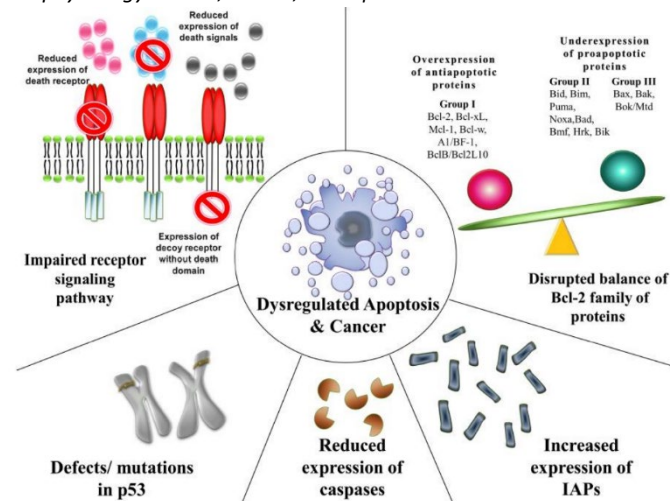 Reduced
expression of
death receptor
Reduced
expression of
death signals
Expression of
decoy receptor
without death
domain
Impaired receptor
signaling
pathway
Overexpression
of antiapoptotic
proteins
Group I
Bcl-2, Bcl-xL,
Mcl-1, Bcl-w,
A1/BF-1,
BclB/Bcl2L10
Underexpression
of proapoptotic
proteins
Group II
Bid, Bim,
Puma,
Noxa,Bad,
Bmf, Hrk, Bik
Group III
Bax, Bak,
Bok/Mtd
Disrupted balance of
Bcl-2 family of
proteins
Dysregulated Apoptosis
& Cancer
Defects/ mutations
in p53
Reduced
expression of
caspases
Increased
expression of
IAPs